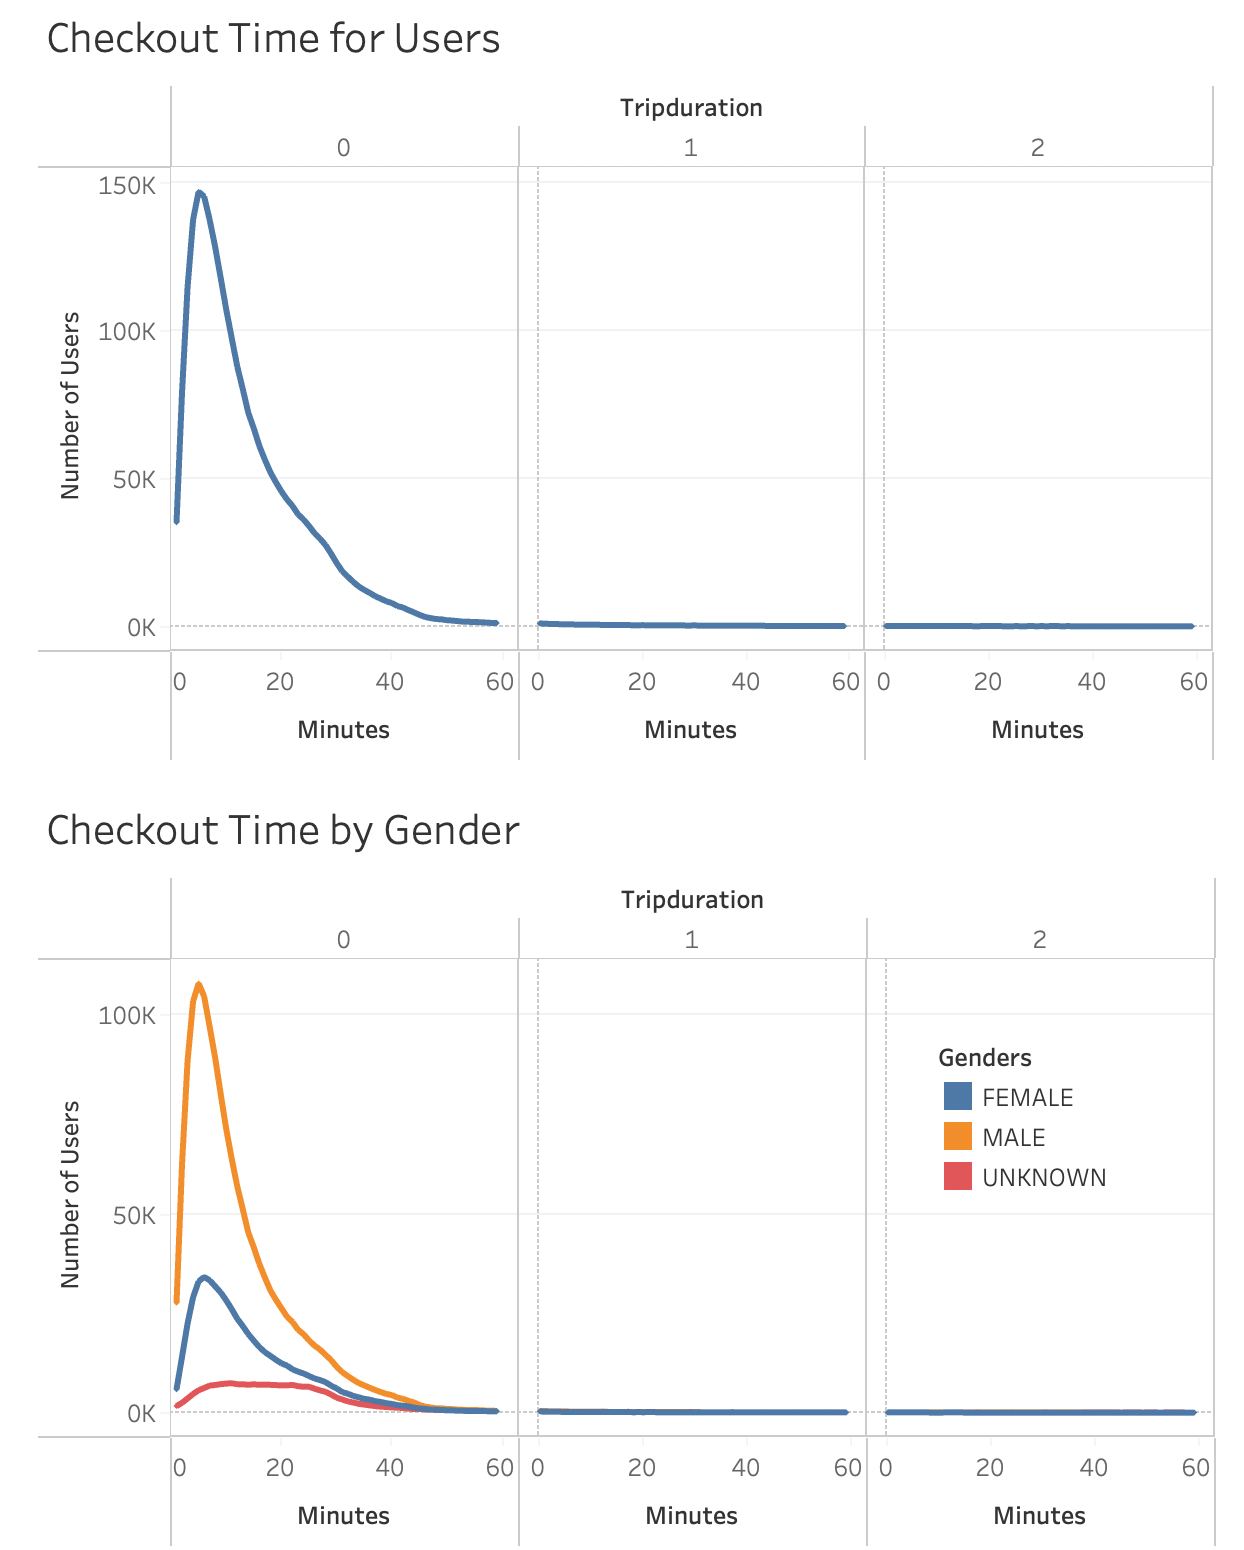 Checkout Time for Users
Tripduration
0 1 2
150K
100K
50K
0K
Number of Users
0 20 40 60 0 20 40 60 0 20 40 60
Minutes Minutes Minutes
Checkout Time by Gender
Tripduration
0 1 2
100K
50K
0K
Number of Users
Genders
FEMALE
MALE
UNKNOWN
0 20 40 60 0 20 40 60 0 20 40 60
Minutes Minutes Minutes